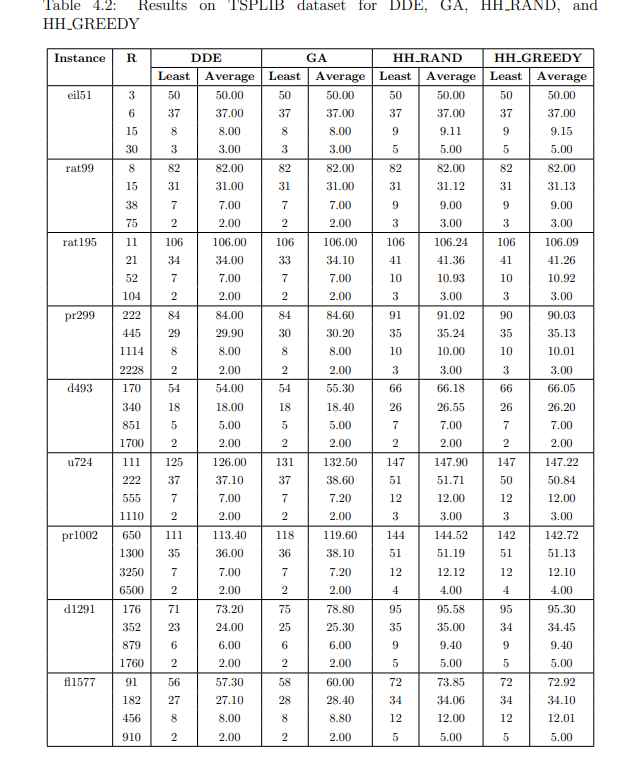 Table 4.2: Results on TSPLIB dataset for DDE, GA, HH_RAND, and
HH_GREEDY
Instance R DDE GA HH_RAND HH_GREEDY
Least Average Least Average Least Average Least Average
eil51 3 50 50.00 50 50.00 50 50.00 50 50.00
6 37 37.00 37 37.00 37 37.00 37 37.00
15 8 8.00 8 8.00 9 9.11 9 9.15
30 3 3.00 3 3.00 5 5.00 5 5.00
rat99 8 82 82.00 82 82.00 82 82.00 82 82.00
15 31 31.00 31 31.00 31 31.12 31 31.13
38 7 7.00 7 7.00 9 9.00 9 9.00
75 2 2.00 2 2.00 3 3.00 3 3.00
rat195 11 106 106.00 106 106.00 106 106.24 106 106.09
21 34 34.00 33 34.10 41 41.36 41 41.26
52 7 7.00 7 7.00 10 10.93 10 10.92
104 2 2.00 2 2.00 3 3.00 3 3.00
pr299 222 84 84.00 84 84.60 91 91.02 90 90.03
445 29 29.90 30 30.20 35 35.24 35 35.13
1114 8 8.00 8 8.00 10 10.00 10 10.01
2228 2 2.00 2 2.00 3 3.00 3 3.00
d493 170 54 54.00 54 55.30 66 66.18 66 66.05
340 18 18.00 18 18.40 26 26.55 26 26.20
851 5 5.00 5 5.00 7 7.00 7 7.00
1700 2 2.00 2 2.00 2 2.00 2 2.00
u724 111 125 126.00 131 132.50 147 147.90 147 147.22
222 37 37.10 37 38.60 51 51.71 50 50.84
555 7 7.00 7 7.20 12 12.00 12 12.00
1110 2 2.00 2 2.00 3 3.00 3 3.00
pr1002 650 111 113.40 118 119.60 144 144.52 142 142.72
1300 35 36.00 36 38.10 51 51.19 51 51.13
3250 7 7.00 7 7.20 12 12.12 12 12.10
6500 2 2.00 2 2.00 4 4.00 4 4.00
d1291 176 71 73.20 75 78.80 95 95.58 95 95.30
352 23 24.00 25 25.30 35 35.00 34 34.45
879 6 6.00 6 6.00 9 9.40 9 9.40
1760 2 2.00 2 2.00 5 5.00 5 5.00
fl1577 91 56 57.30 58 60.00 72 73.85 72 72.92
182 27 27.10 28 28.40 34 34.06 34 34.10
456 8 8.00 8 8.80 12 12.00 12 12.01
910 2 2.00 2 2.00 5 5.00 5 5.00